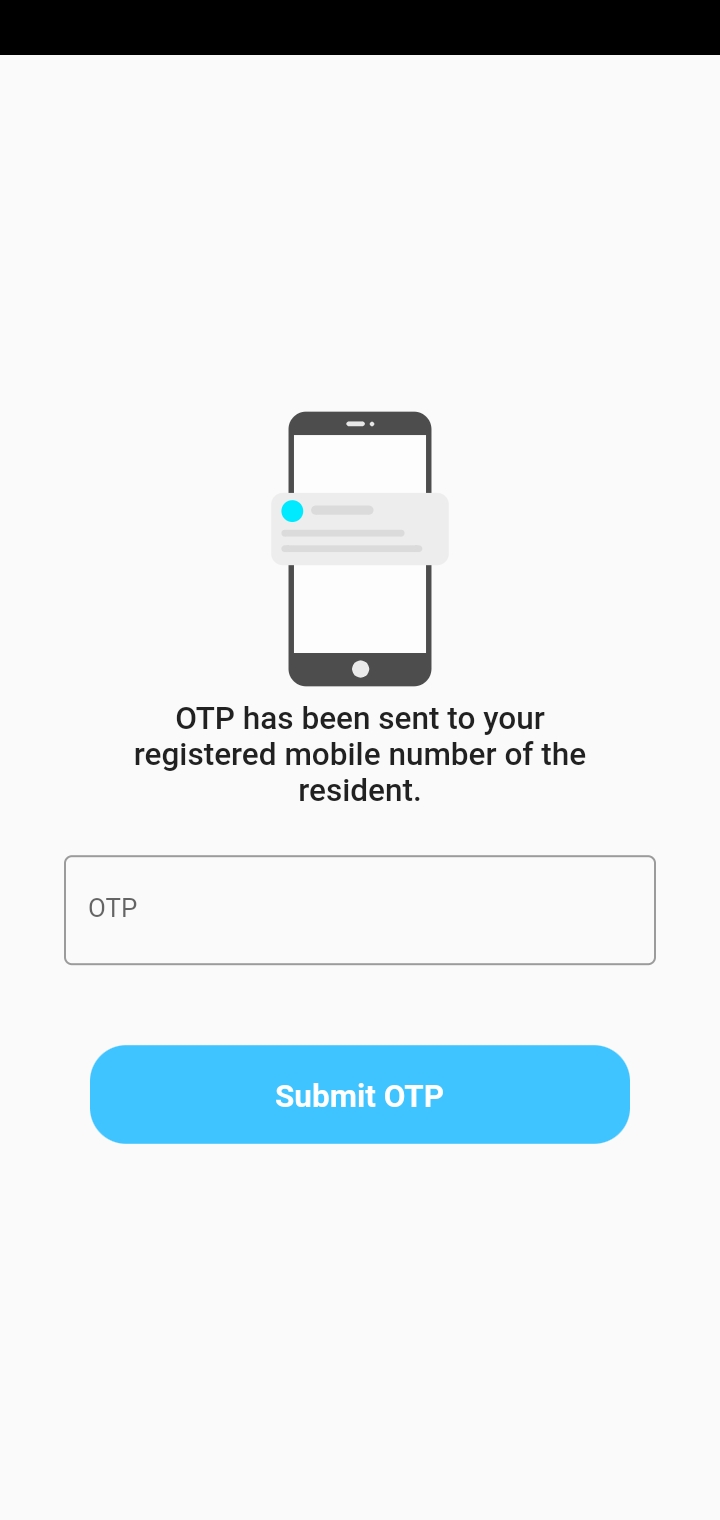 OTP has been sent to your
registered mobile number of the
resident.
OTP
Submit OTP